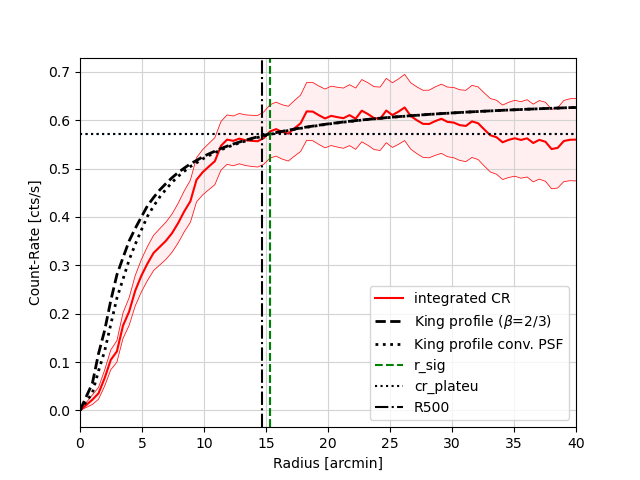 0.7
0.6
0.5
0.4
0.3
0.2
0.1
0.0
Count-Rate [cts/s]
integrated CR
King profile (β=2/3)
King profile conv. PSF
r_sig
cr_plateu
R500
0 5 10 15 20 25 30 35 40
Radius [arcmin]